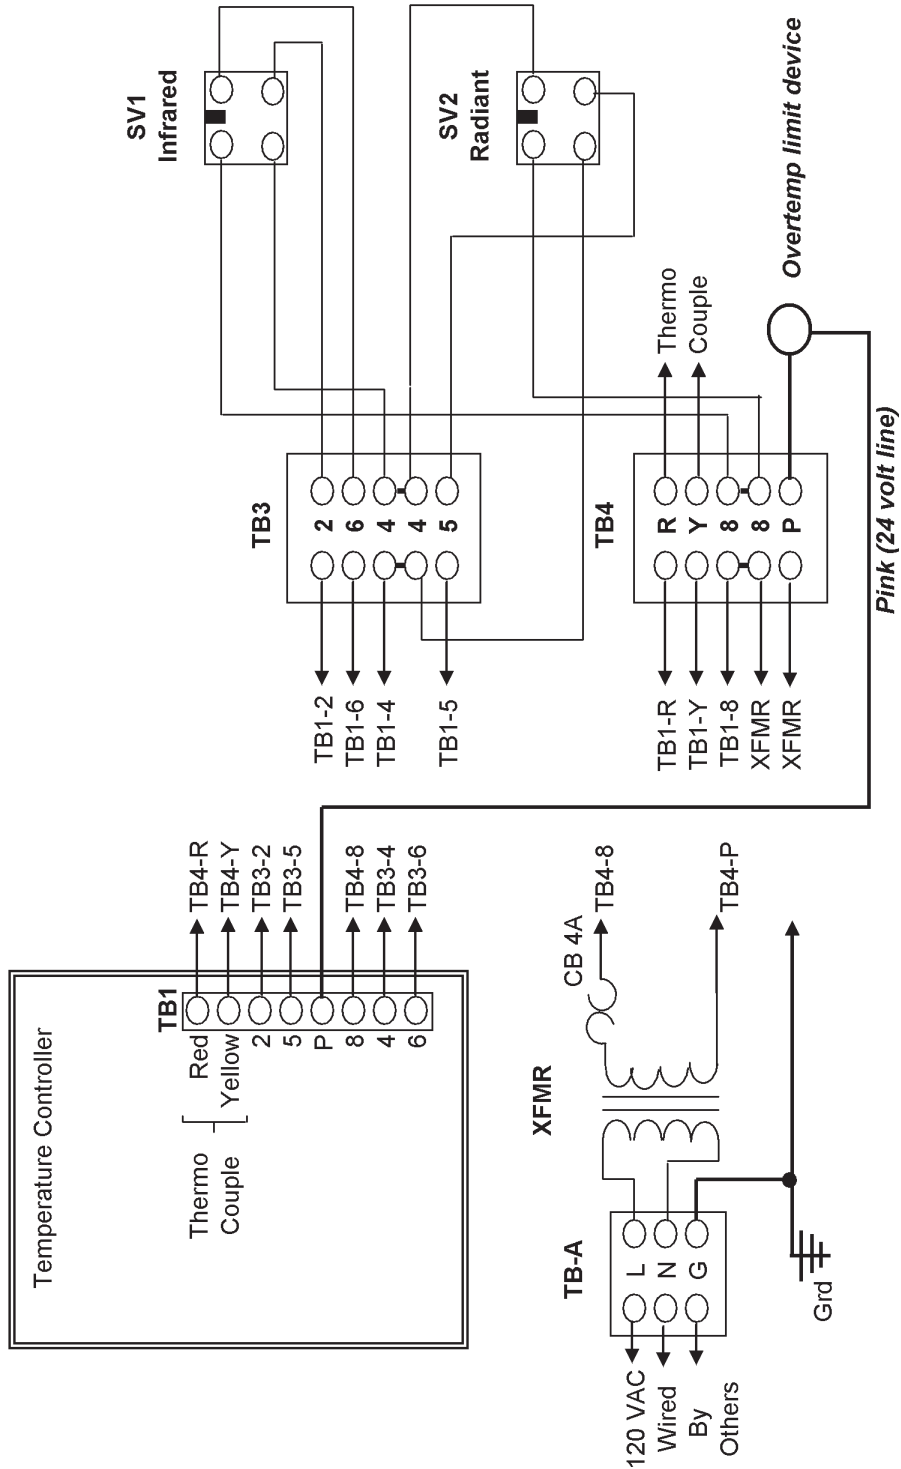 Temperature Controller
Thermo
Couple
Red
Yellow
2
5
P
8
4
6
TB1
TB4-R
TB4-Y
TB3-2
TB3-5
TB4-8
TB3-4
TB3-6
TB1-2
TB1-6
TB1-4
TB1-5
TB3
2
6
4
4
5
SV1
Infrared
SV2
Radiant
120 VAC
Wired
By
Others
TB-A
L
N
G
Grd
XFMR
CB 4A
TB4-8
TB4-P
TB1-R
TB1-Y
TB1-8
XFMR
XFMR
TB4
R
Y
8
8
P
Thermo
Couple
Overtemp limit device
Pink (24 volt line)